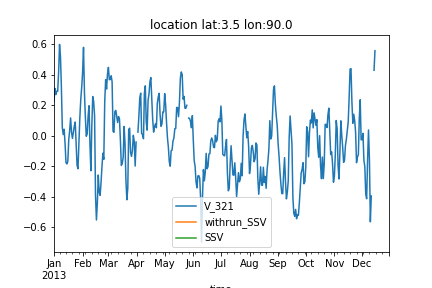 location lat:3.5 lon:90.0
0.6
0.4
0.2
0.0
−0.2
−0.4
−0.6
V_321
withrun_SSV
SSV
Jan Feb Mar Apr May Jun Jul Aug Sep Oct Nov Dec
2013
time